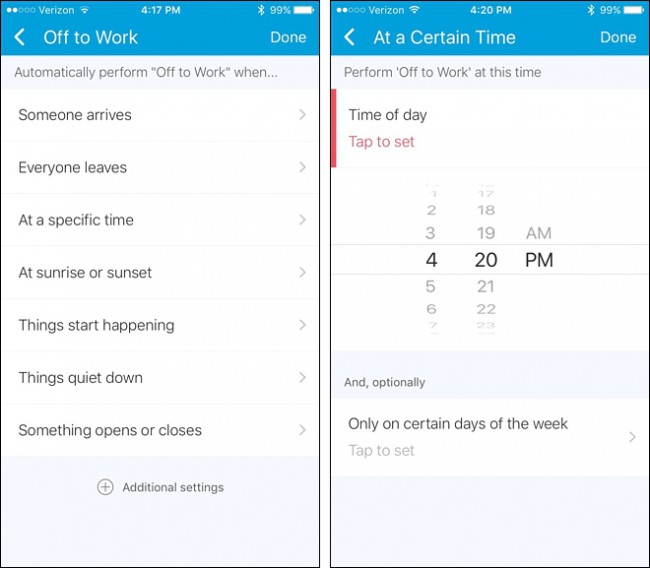 Verizon 4:17 PM 99%
Off to Work Done
Automatically perform "Off to Work" when...
Someone arrives
Everyone leaves
At a specific time
At sunrise or sunset
Things start happening
Things quiet down
Something opens or closes
Additional settings
Verizon 4:20 PM 99%
At a Certain Time Done
Perform 'Off to Work' at this time
Time of day
Tap to set
1 17
2 18
3 19 AM
4 20 PM
5 21
6 22
7 23
And, optionally
Only on certain days of the week
Tap to set